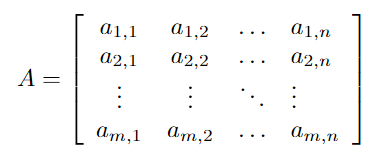 a_{1,1} a_{1,2} … a_{1,n}
a_{2,1} a_{2,2} … a_{2,n}
A = ⋮ ⋮ ⋱ ⋮
a_{m,1} a_{m,2} … a_{m,n}